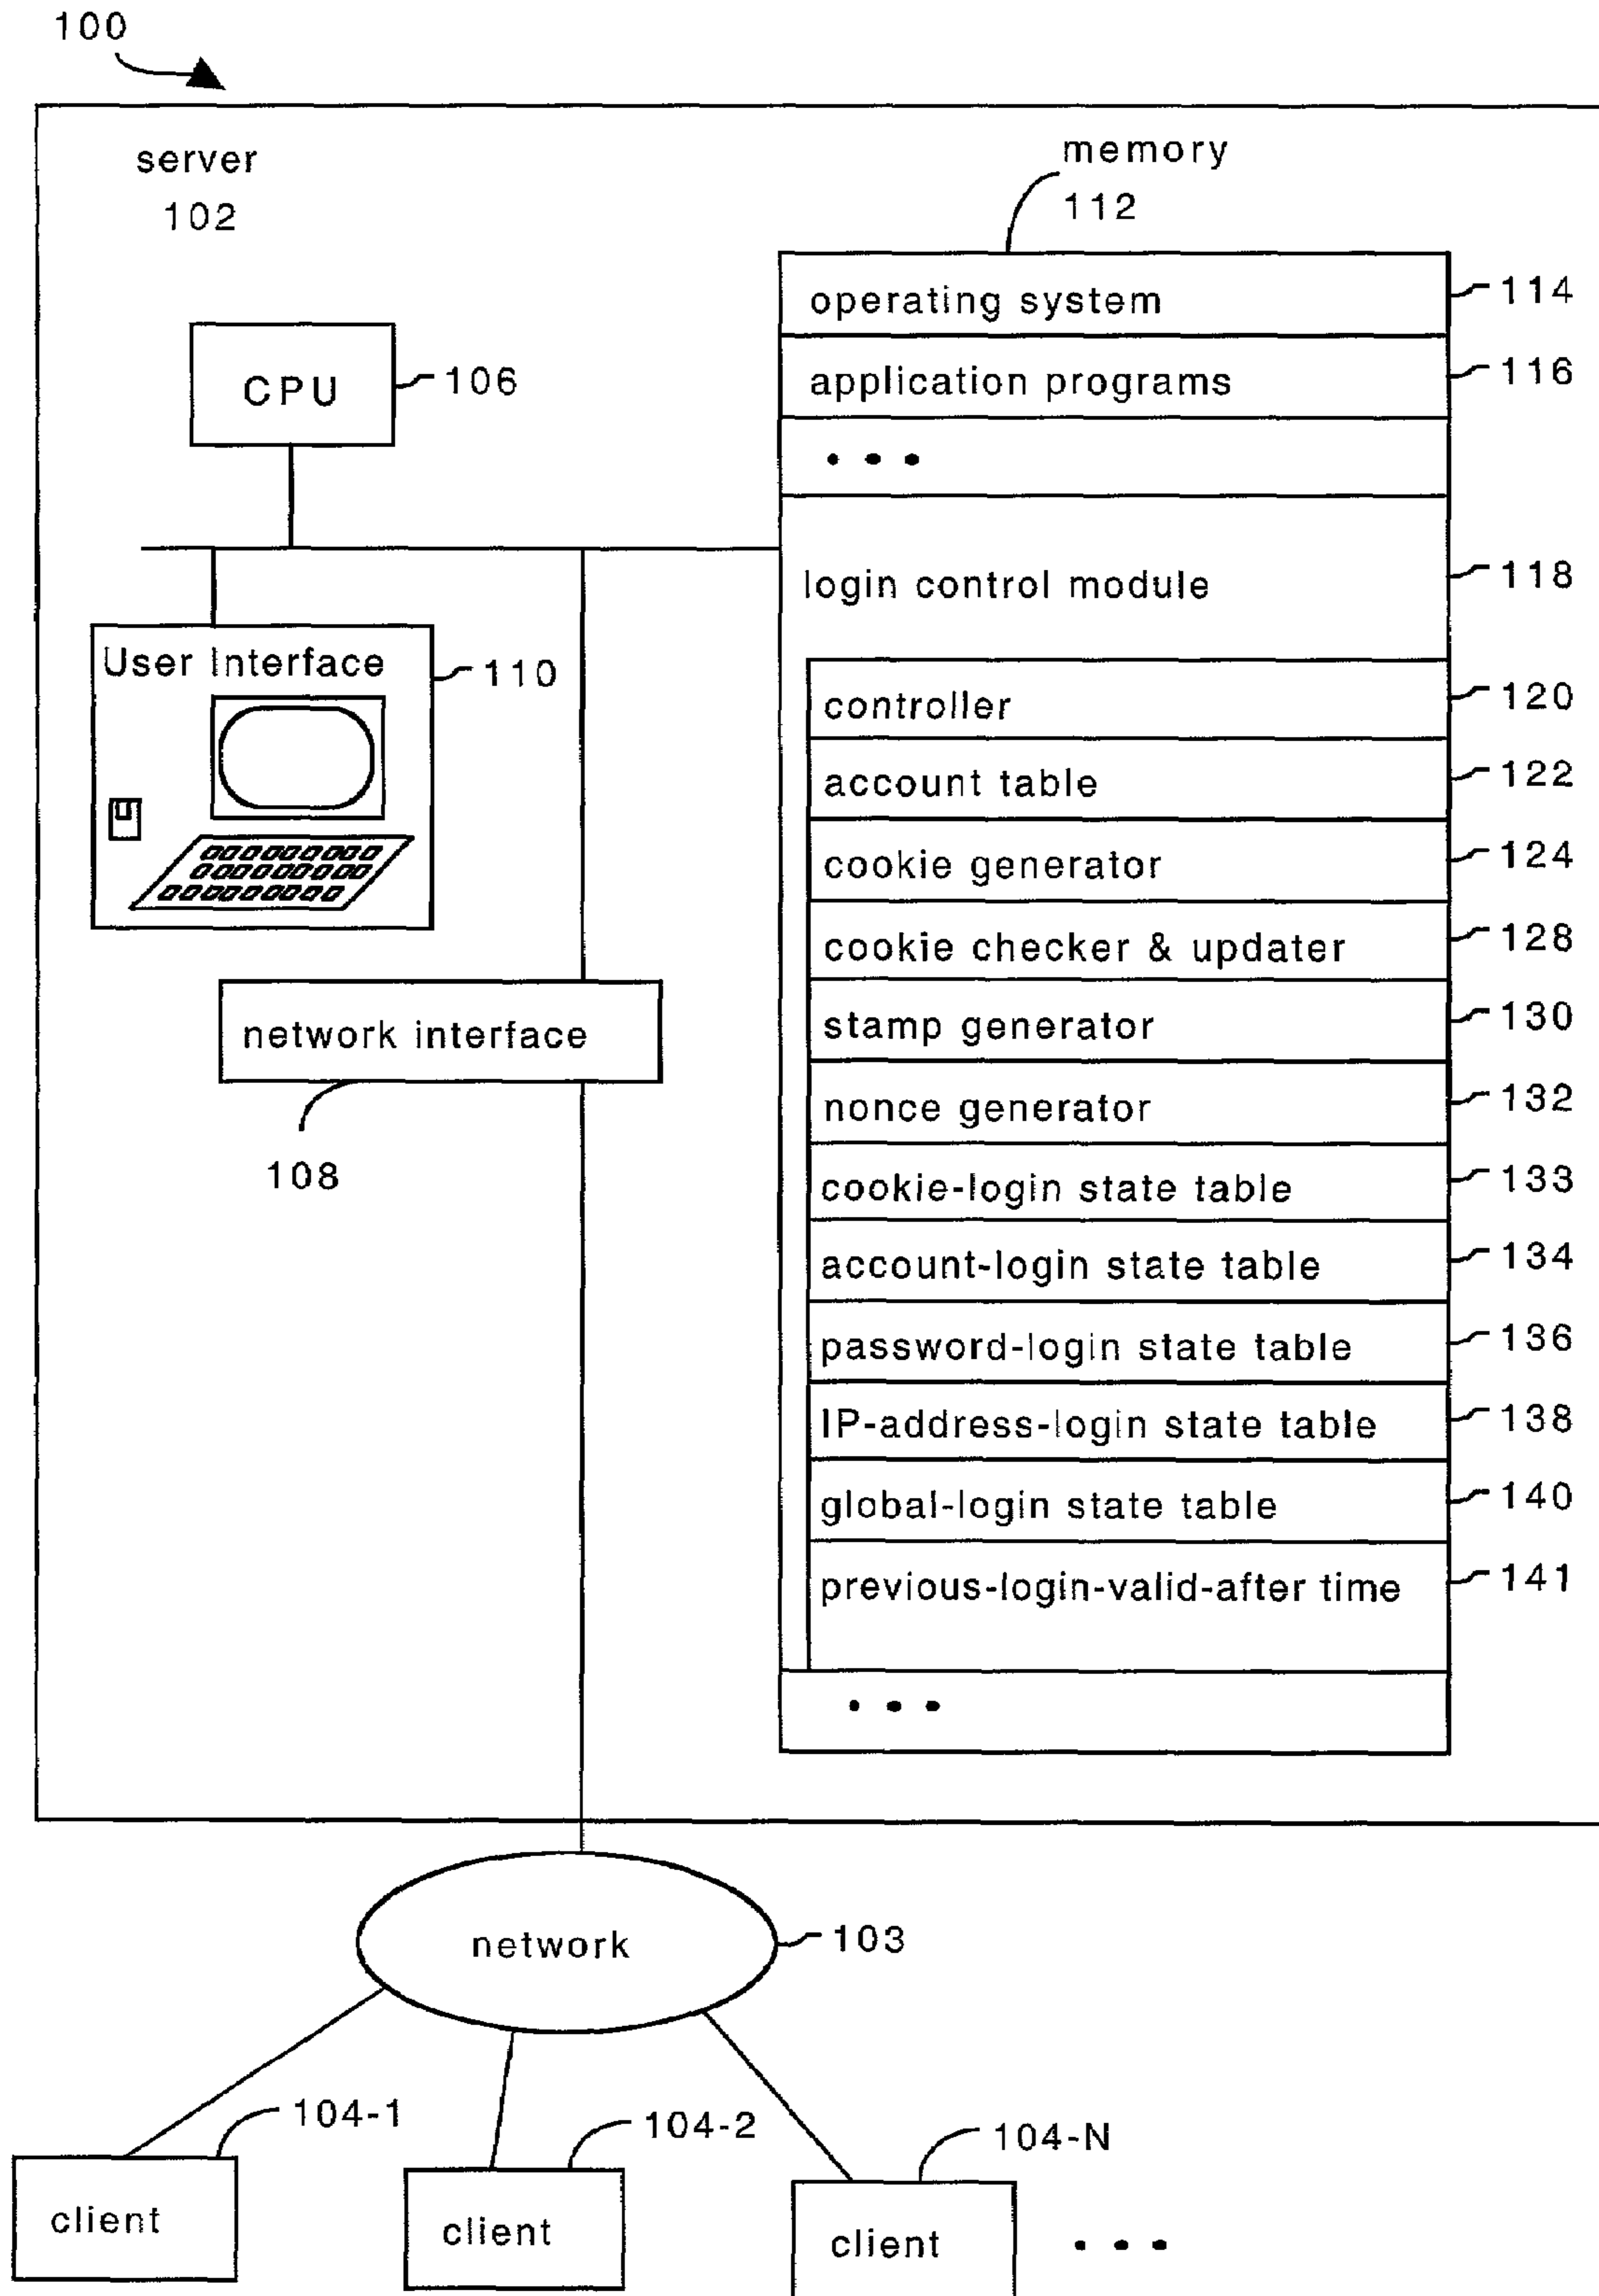 100
server
102
memory
112
operating system
114
CPU
106
application programs
116
• • •
login control module
118
User Interface
110
controller
120
account table
122
cookie generator
124
cookie checker & updater
128
network interface
108
stamp generator
130
nonce generator
132
cookie-login state table
133
account-login state table
134
password-login state table
136
IP-address-login state table
138
global-login state table
140
previous-login-valid-after time
141
• • •
network
103
104-1
client
104-2
client
104-N
client
• • •